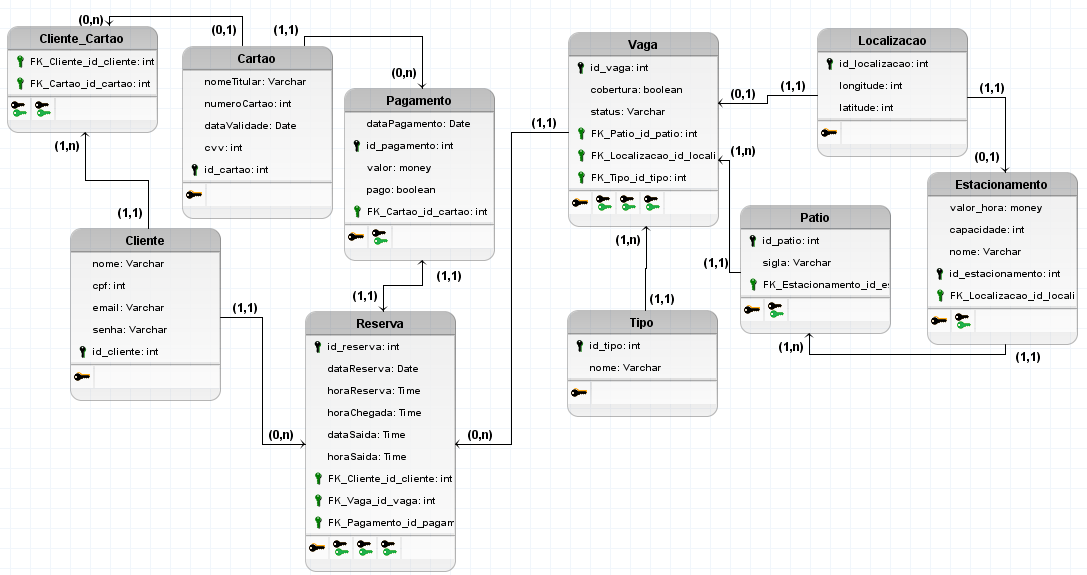 (0,n)
(0,1)
(1,1)
Cliente_Cartao
FK_Cliente_id_cliente: int
FK_Cartao_id_cartao: int
(1,n)
(1,1)
Cartao
nomeTitular: Varchar
numeroCartao: int
dataValidade: Date
cvv: int
id_cartao: int
(0,n)
Pagamento
dataPagamento: Date
id_pagamento: int
valor: money
pago: boolean
FK_Cartao_id_cartao: int
(1,1)
(1,1)
Cliente
nome: Varchar
cpf: int
email: Varchar
senha: Varchar
id_cliente: int
(1,1)
(0,n)
Reserva
id_reserva: int
dataReserva: Date
horaReserva: Time
horaChegada: Time
dataSaida: Time
horaSaida: Time
FK_Cliente_id_cliente: int
FK_Vaga_id_vaga: int
FK_Pagamento_id_pagam
(0,n)
(1,1)
Vaga
id_vaga: int
cobertura: boolean
status: Varchar
FK_Patio_id_patio: int
FK_Localizacao_id_locali
FK_Tipo_id_tipo: int
(0,1)
(1,1)
(1,n)
(1,n)
(1,1)
(1,1)
Tipo
id_tipo: int
nome: Varchar
Localizacao
id_localizacao: int
longitude: int
latitude: int
(1,1)
(0,1)
Patio
id_patio: int
sigla: Varchar
FK_Estacionamento_id_es
(1,n)
Estacionamento
valor_hora: money
capacidade: int
nome: Varchar
id_estacionamento: int
FK_Localizacao_id_locali
(1,1)